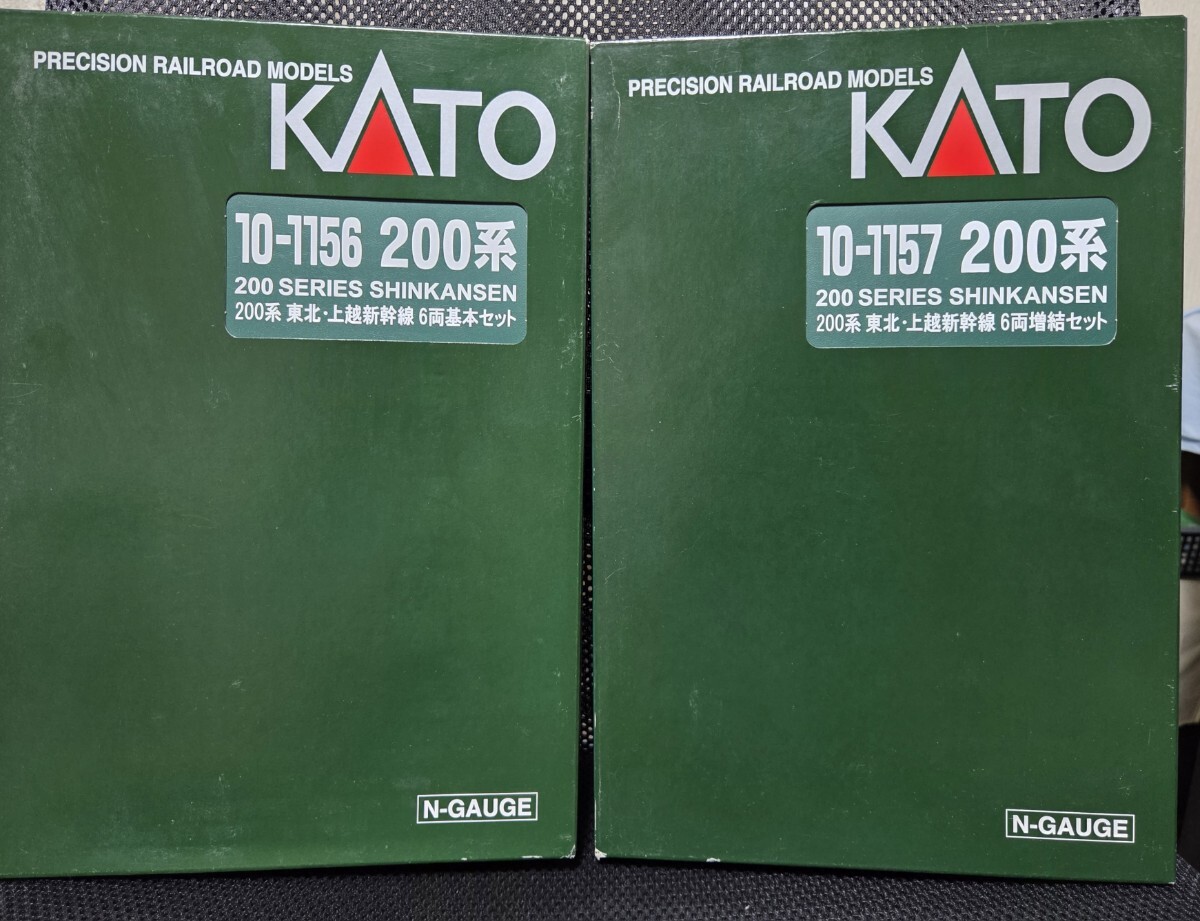 PRECISION RAILROAD MODELS
KATO
10-1156 200系
200 SERIES SHINKANSEN
200系 東北・上越新幹線 6両基本セット
N-GAUGE
PRECISION RAILROAD MODELS
KATO
10-1157 200系
200 SERIES SHINKANSEN
200系 東北・上越新幹線 6両増結セット
N-GAUGE